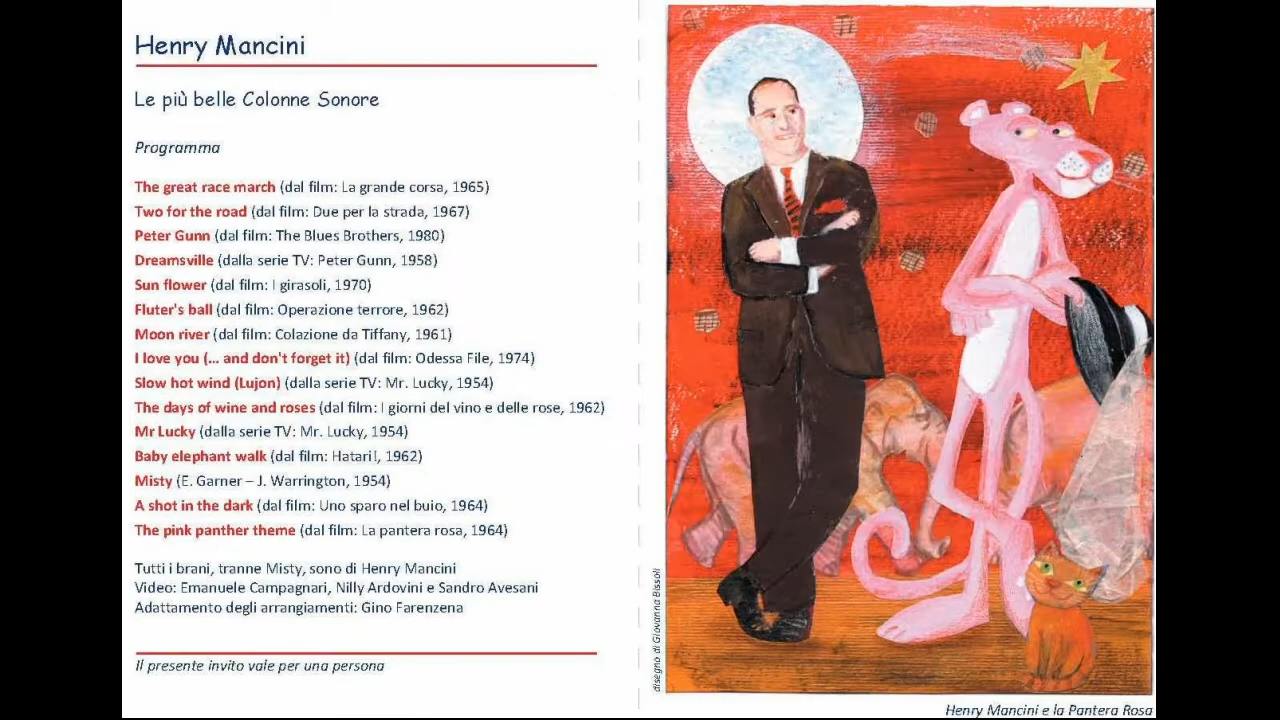 Henry Mancini
Le più belle Colonne Sonore
Programma
The great race march (dal film: La grande corsa, 1965)
Two for the road (dal film: Due per la strada, 1967)
Peter Gunn (dal film: The Blues Brothers, 1980)
Dreamsville (dalla serie TV: Peter Gunn, 1958)
Sun flower (dal film: I girasoli, 1970)
Fluter's ball (dal film: Operazione terrore, 1962)
Moon river (dal film: Colazione da Tiffany, 1961)
I love you (... and don't forget it) (dal film: Odessa File, 1974)
Slow hot wind (Lujon) (dalla serie TV: Mr. Lucky, 1954)
The days of wine and roses (dal film: I giorni del vino e delle rose, 1962)
Mr Lucky (dalla serie TV: Mr. Lucky, 1954)
Baby elephant walk (dal film: Hatari!, 1962)
Misty (E. Garner – J. Warrington, 1954)
A shot in the dark (dal film: Uno sparo nel buio, 1964)
The pink panther theme (dal film: La pantera rosa, 1964)
Tutti i brani, tranne Misty, sono di Henry Mancini
Video: Emanuele Campagnari, Nilly Ardovini e Sandro Avesani
Adattamento degli arrangiamenti: Gino Farenzena
Il presente invito vale per una persona
disegno di Giovanna Bissoli
Henry Mancini e la Pantera Rosa